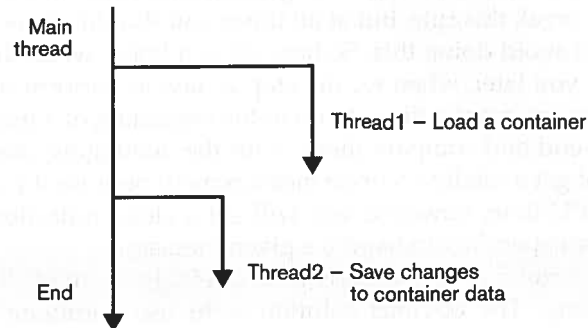 Main
thread
Thread1 – Load a container
Thread2 – Save changes
to container data
End